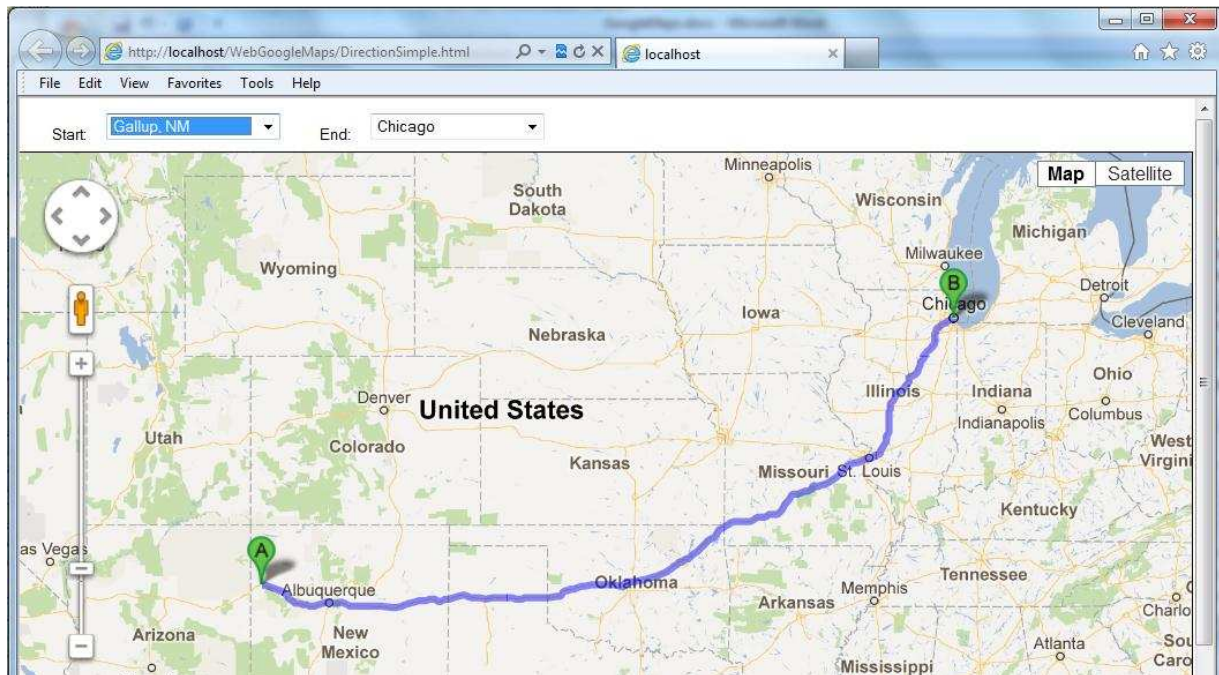 http://localhost/WebGoogleMaps/DirectionSimple.html
localhost
File Edit View Favorites Tools Help
Start: Gallup, NM End: Chicago
Map Satellite
Minneapolis
South Dakota
Wisconsin
Michigan
Milwaukee
Wyoming
B
Detroit
Chicago
Iowa
Cleveland
Nebraska
Ohio
Illinois
Indiana
Denver
United States
Columbus
Indianapolis
Utah
Colorado
West
Virgini
Kansas
Missouri
St. Louis
Kentucky
A
as Vegas
Tennessee
Oklahoma
Albuquerque
Memphis
Arkansas
Charlo
Arizona
New Mexico
Sou
Caro
Atlanta
Mississippi